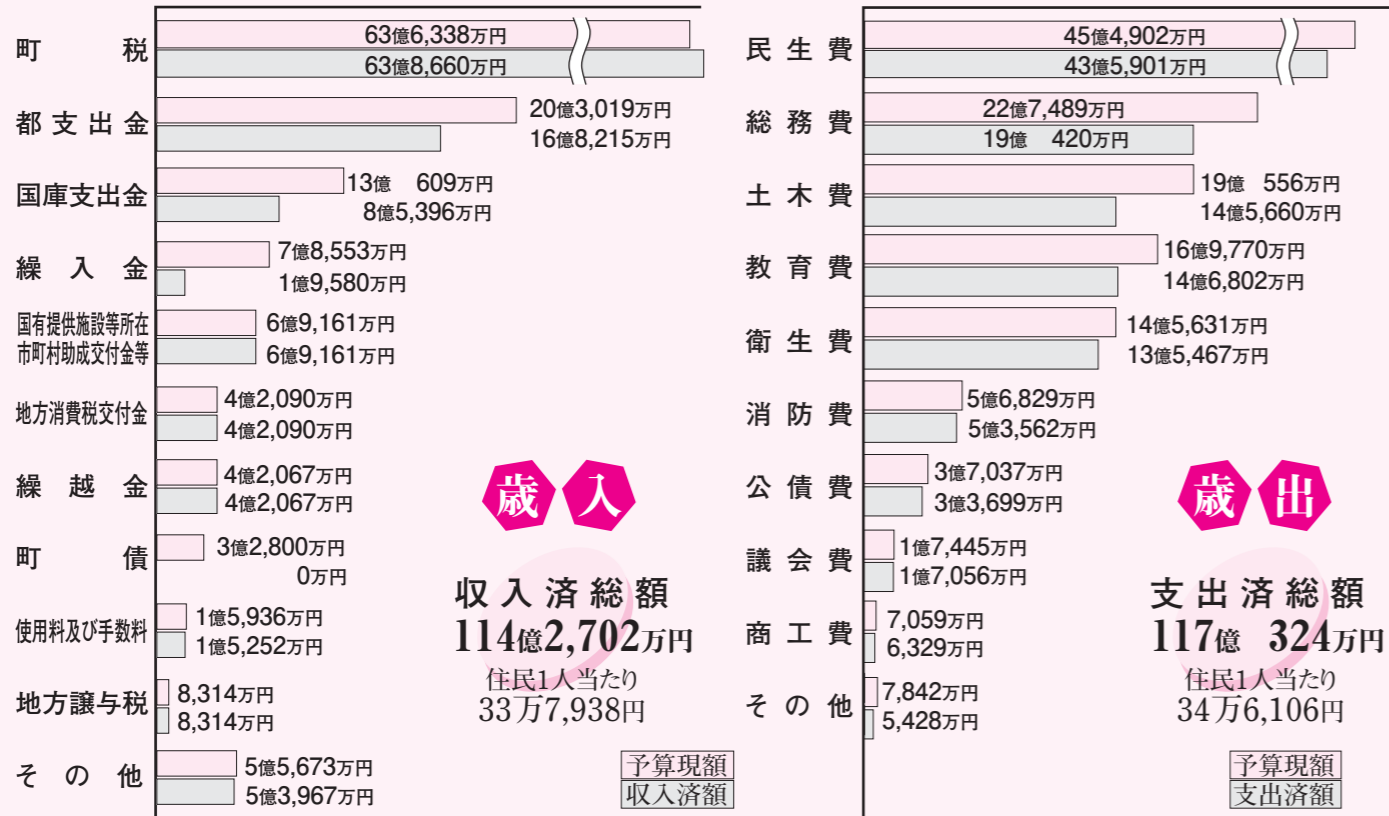 町税
63億6,338万円
63億8,660万円
都支出金
20億3,019万円
16億8,215万円
国庫支出金
13億 609万円
8億5,396万円
繰入金
7億8,553万円
1億9,580万円
国有提供施設等所在
市町村助成交付金等
6億9,161万円
6億9,161万円
地方消費税交付金
4億2,090万円
4億2,090万円
繰越金
4億2,067万円
4億2,067万円
町債
3億2,800万円
0万円
使用料及び手数料
1億5,936万円
1億5,252万円
地方譲与税
8,314万円
8,314万円
その他
5億5,673万円
5億3,967万円
歳入
収入済総額
114億2,702万円
住民1人当たり
33万7,938円
予算現額
収入済額
民生費
45億4,902万円
43億5,901万円
総務費
22億7,489万円
19億 420万円
土木費
19億 556万円
14億5,660万円
教育費
16億9,770万円
14億6,802万円
衛生費
14億5,631万円
13億5,467万円
消防費
5億6,829万円
5億3,562万円
公債費
3億7,037万円
3億3,699万円
議会費
1億7,445万円
1億7,056万円
商工費
7,059万円
6,329万円
その他
7,842万円
5,428万円
歳出
支出済総額
117億 324万円
住民1人当たり
34万6,106円
予算現額
支出済額